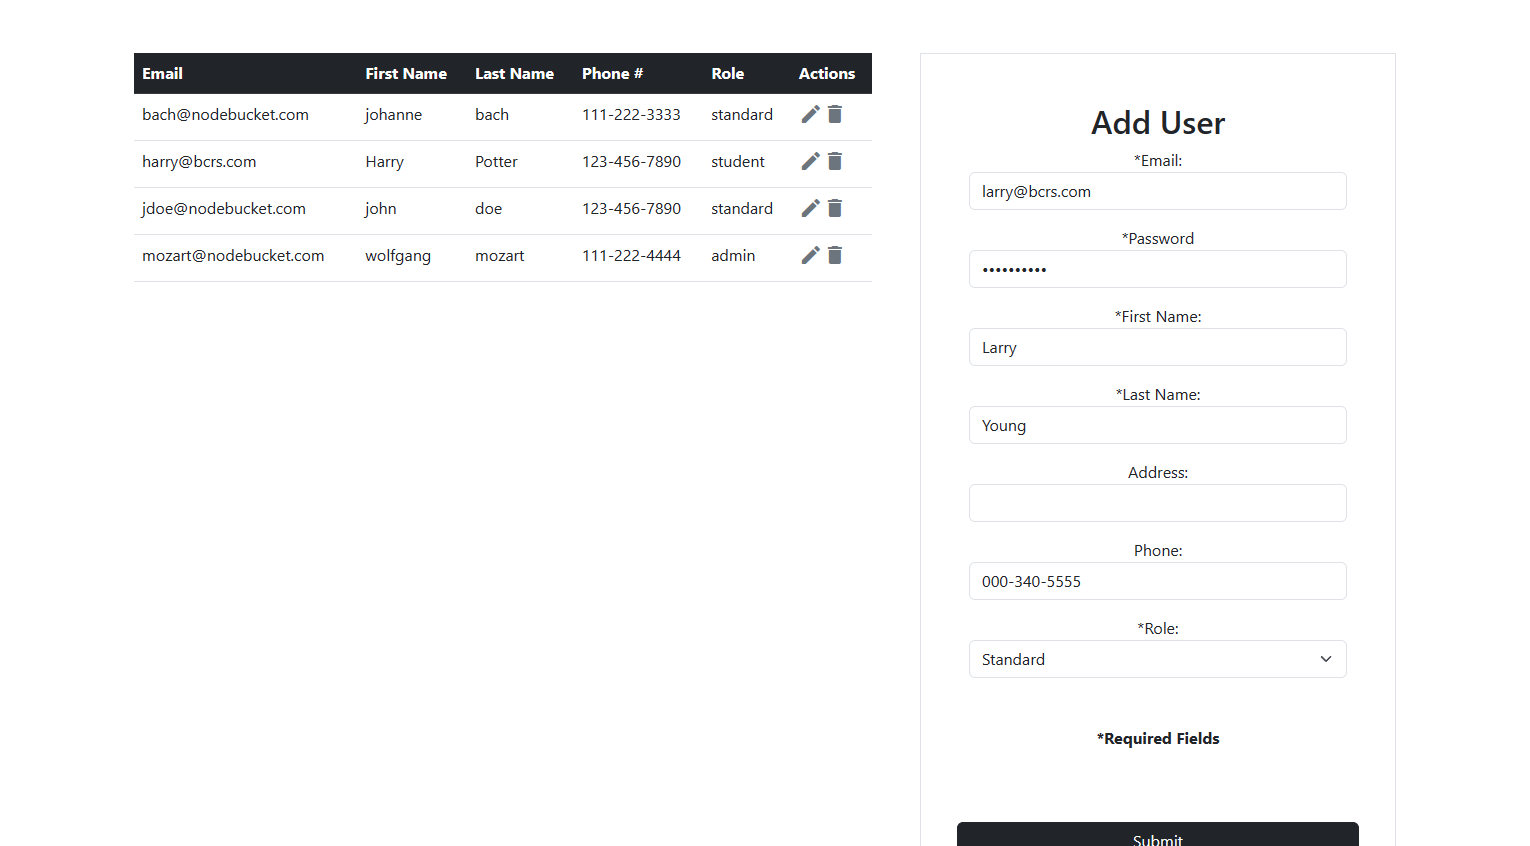 Email First Name Last Name Phone # Role Actions
bach@nodebucket.com johanne bach 111-222-3333 standard
harry@bcrs.com Harry Potter 123-456-7890 student
jdoe@nodebucket.com john doe 123-456-7890 standard
mozart@nodebucket.com wolfgang mozart 111-222-4444 admin
Add User
*Email:
larry@bcrs.com
*Password
••••••••••
*First Name:
Larry
*Last Name:
Young
Address:
Phone:
000-340-5555
*Role:
Standard
*Required Fields
Submit